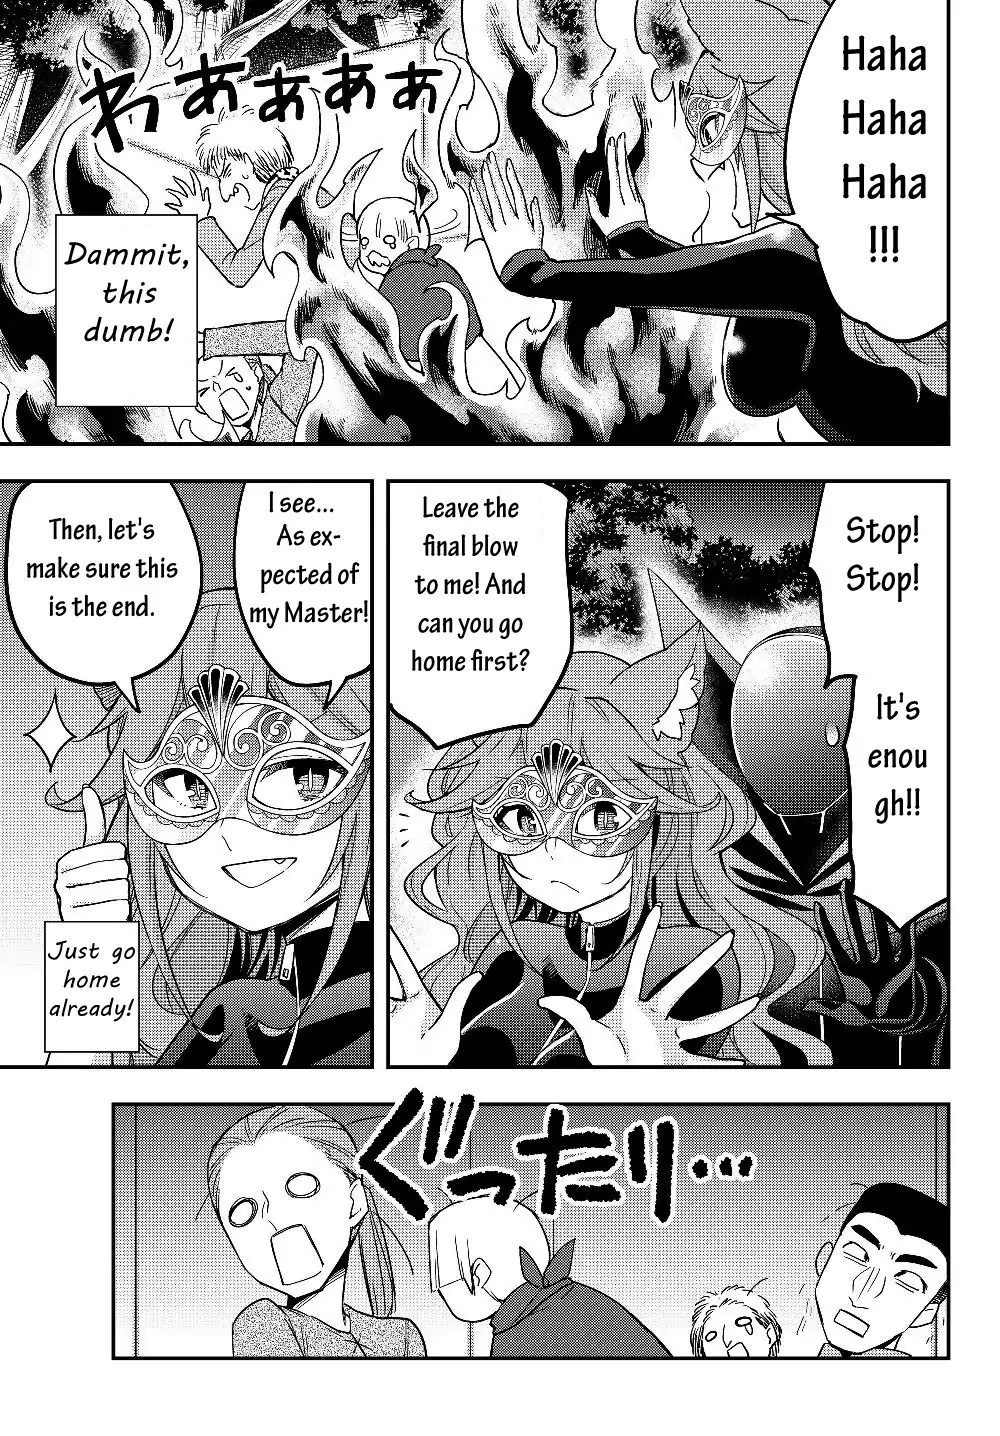 Haha
Haha
Haha
!!!
わぁぁぁぁ
Dammit,
this
dumb!
Stop!
Stop!
It's
enou
gh!!
Leave the
final blow
to me! And
can you go
home first?
I see...
As ex-
pected of
my Master!
Then, let's
make sure this
is the end.
Just go
home
already!
ぐったり...